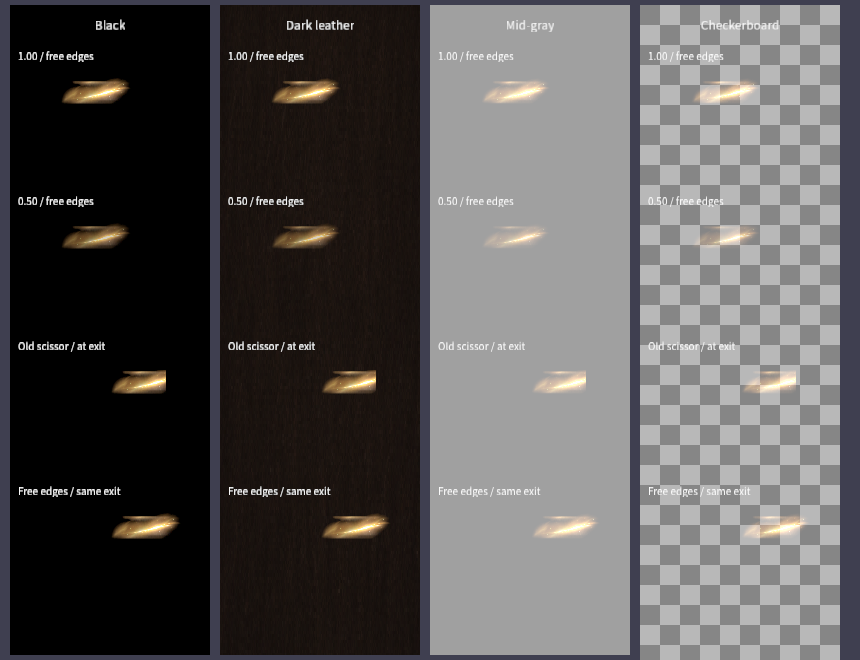 Black
1.00 / free edges
0.50 / free edges
Old scissor / at exit
Free edges / same exit
Dark leather
1.00 / free edges
0.50 / free edges
Old scissor / at exit
Free edges / same exit
Mid-gray
1.00 / free edges
0.50 / free edges
Old scissor / at exit
Free edges / same exit
Checkerboard
1.00 / free edges
0.50 / free edges
Old scissor / at exit
Free edges / same exit